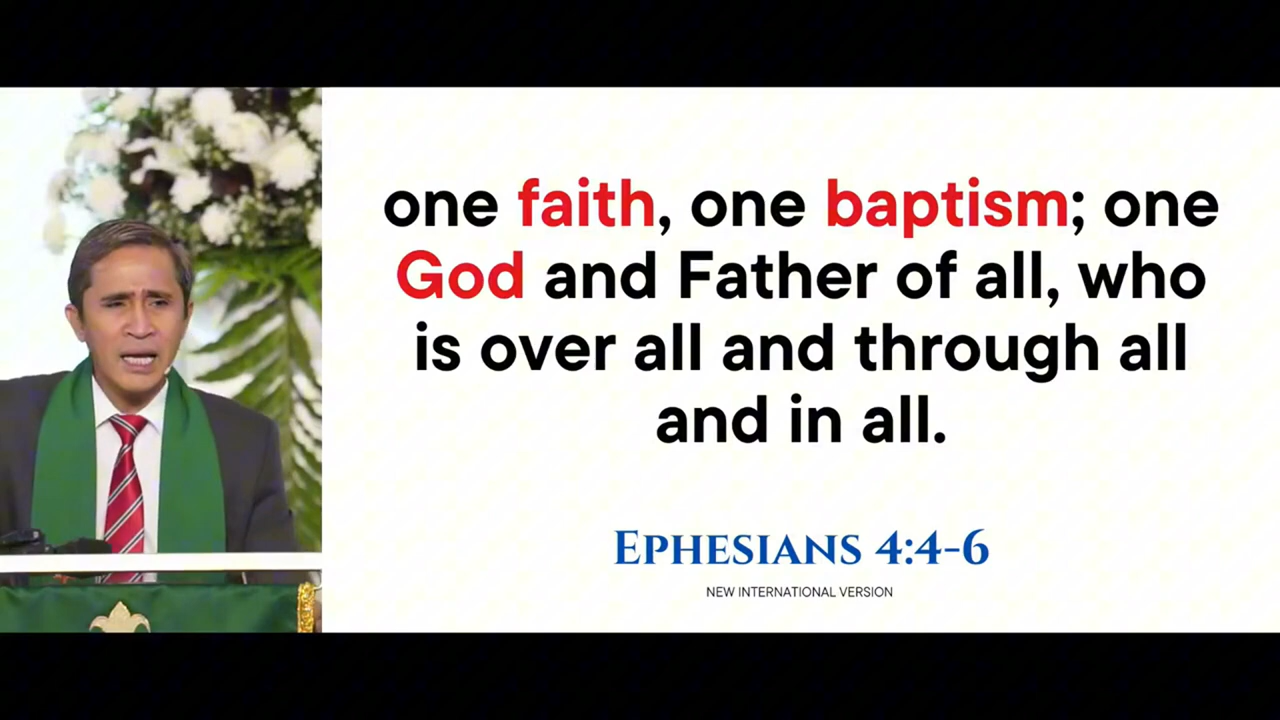 one faith, one baptism; one
God and Father of all, who
is over all and through all
and in all.
EPHESIANS 4:4-6
NEW INTERNATIONAL VERSION